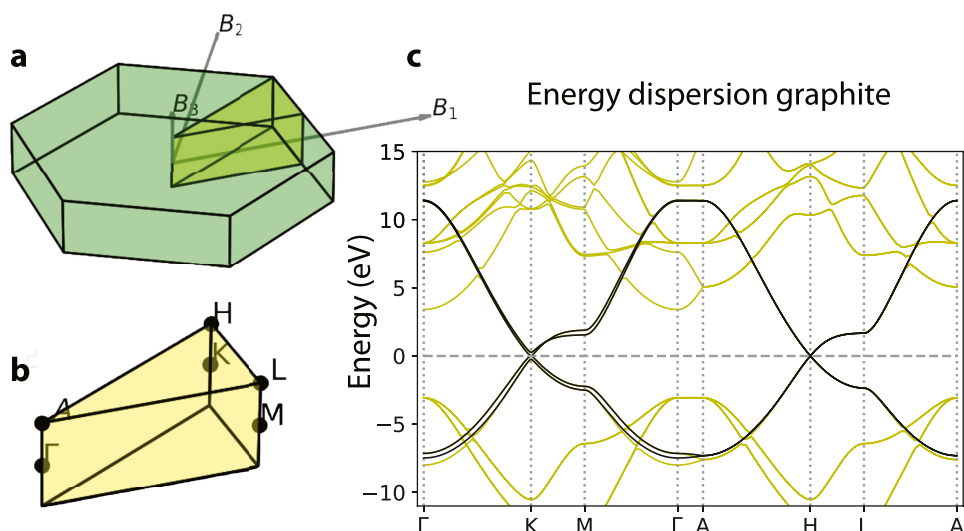 a
B₂
B₃
B₁
b
H
K
A
L
Γ
M
c
Energy dispersion graphite
Energy (eV)
15
10
5
0
−5
−10
Γ K M Γ A H L A